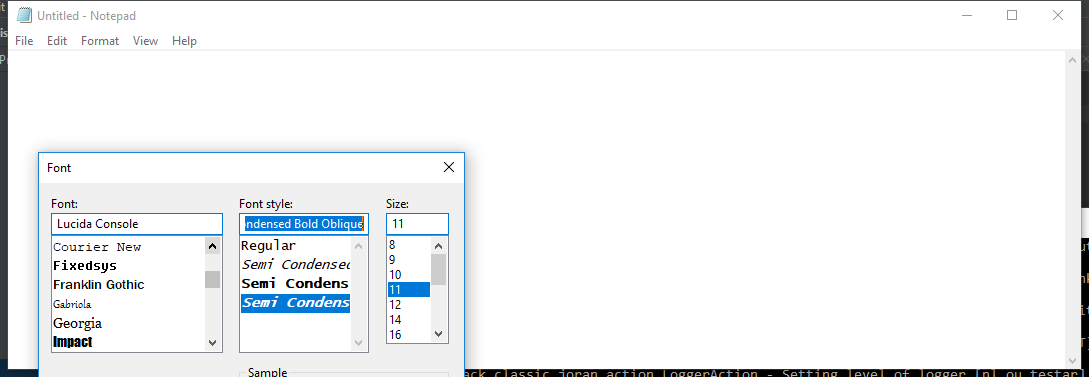 Untitled - Notepad
File Edit Format View Help
Font
Font: Font style: Size:
Lucida Console ndensed Bold Oblique 11
Courier New
Fixedsys
Franklin Gothic
Gabriola
Georgia
Impact
Regular
Semi Condensed
Semi Condens
Semi Condens
8
9
10
11
12
14
16
Sample
ack.classic.joran.action.LoggerAction - Setting level of logger [nl.ou.testar]